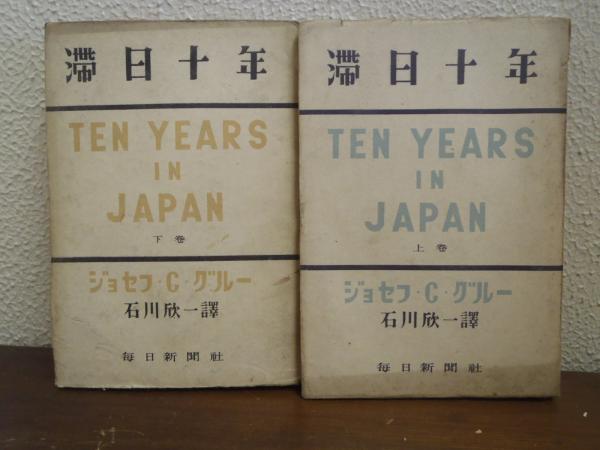 滞日十年
TEN YEARS
IN
JAPAN
下巻
ジョセフ・C・グルー
石川欣一譯
毎日新聞社
滞日十年
TEN YEARS
IN
JAPAN
上巻
ジョセフ・C・グルー
石川欣一譯
毎日新聞社